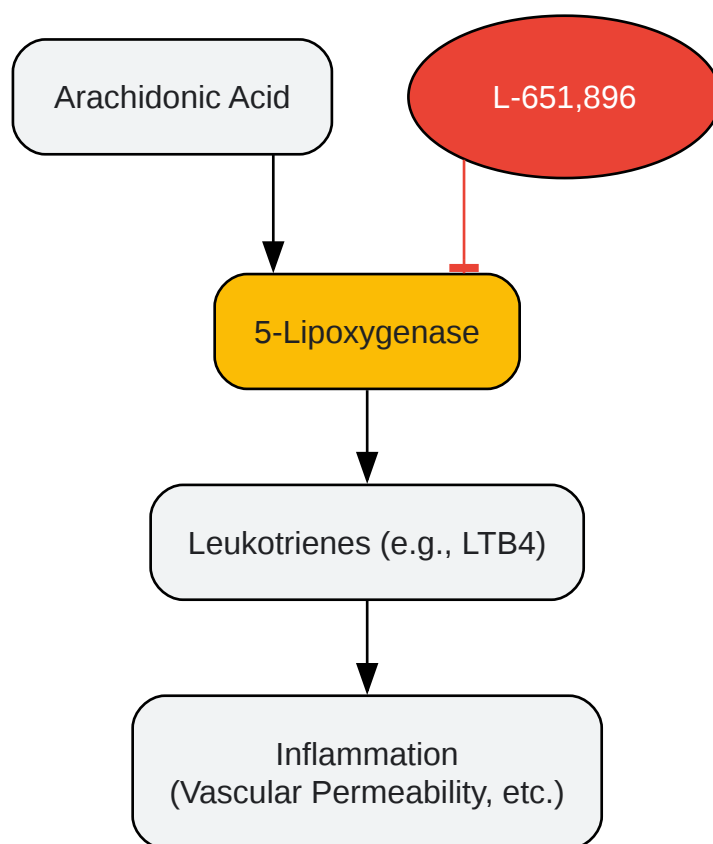 Arachidonic Acid
L-651,896
5-Lipoxygenase
Leukotrienes (e.g., LTB4)
Inflammation
(Vascular Permeability, etc.)